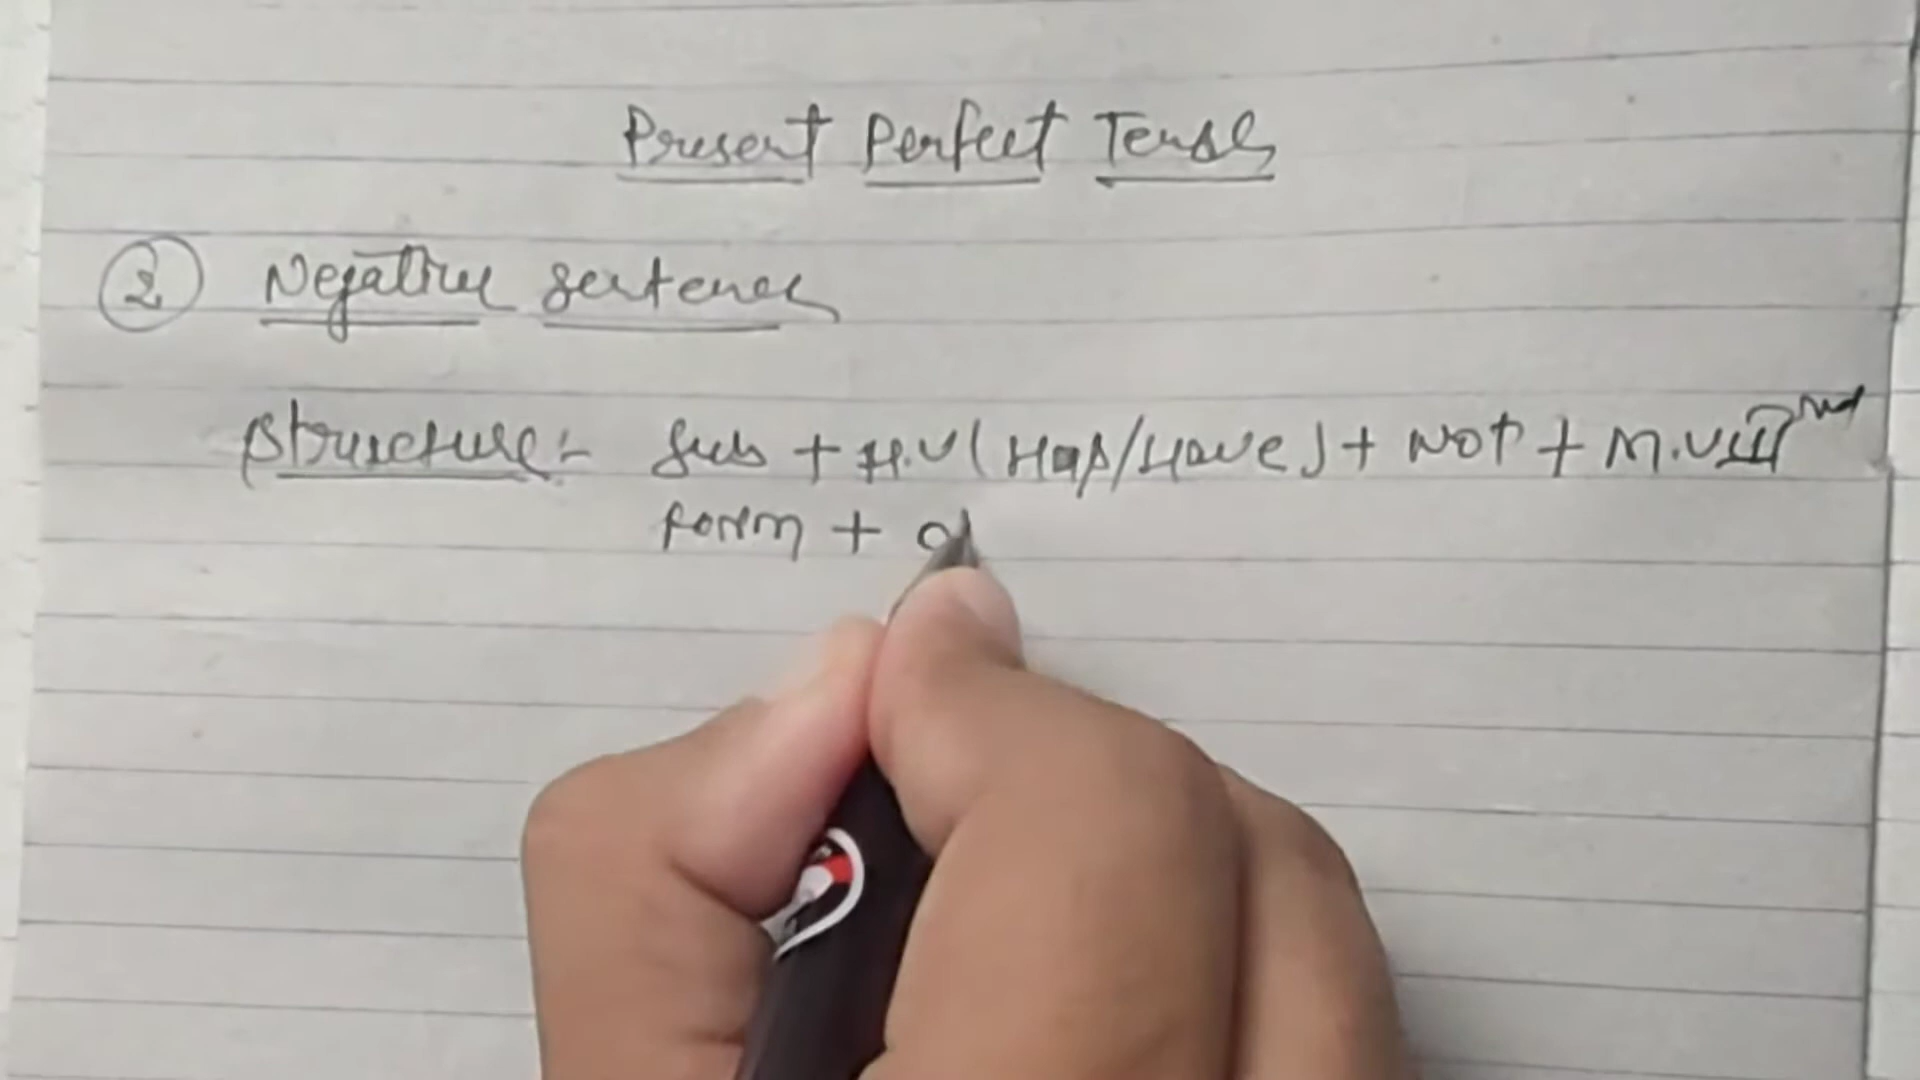 Present Perfect Tense
2 Negative sentence
Structure:- Sub + H.V (Has/Have) + Not + M.V III
form + o